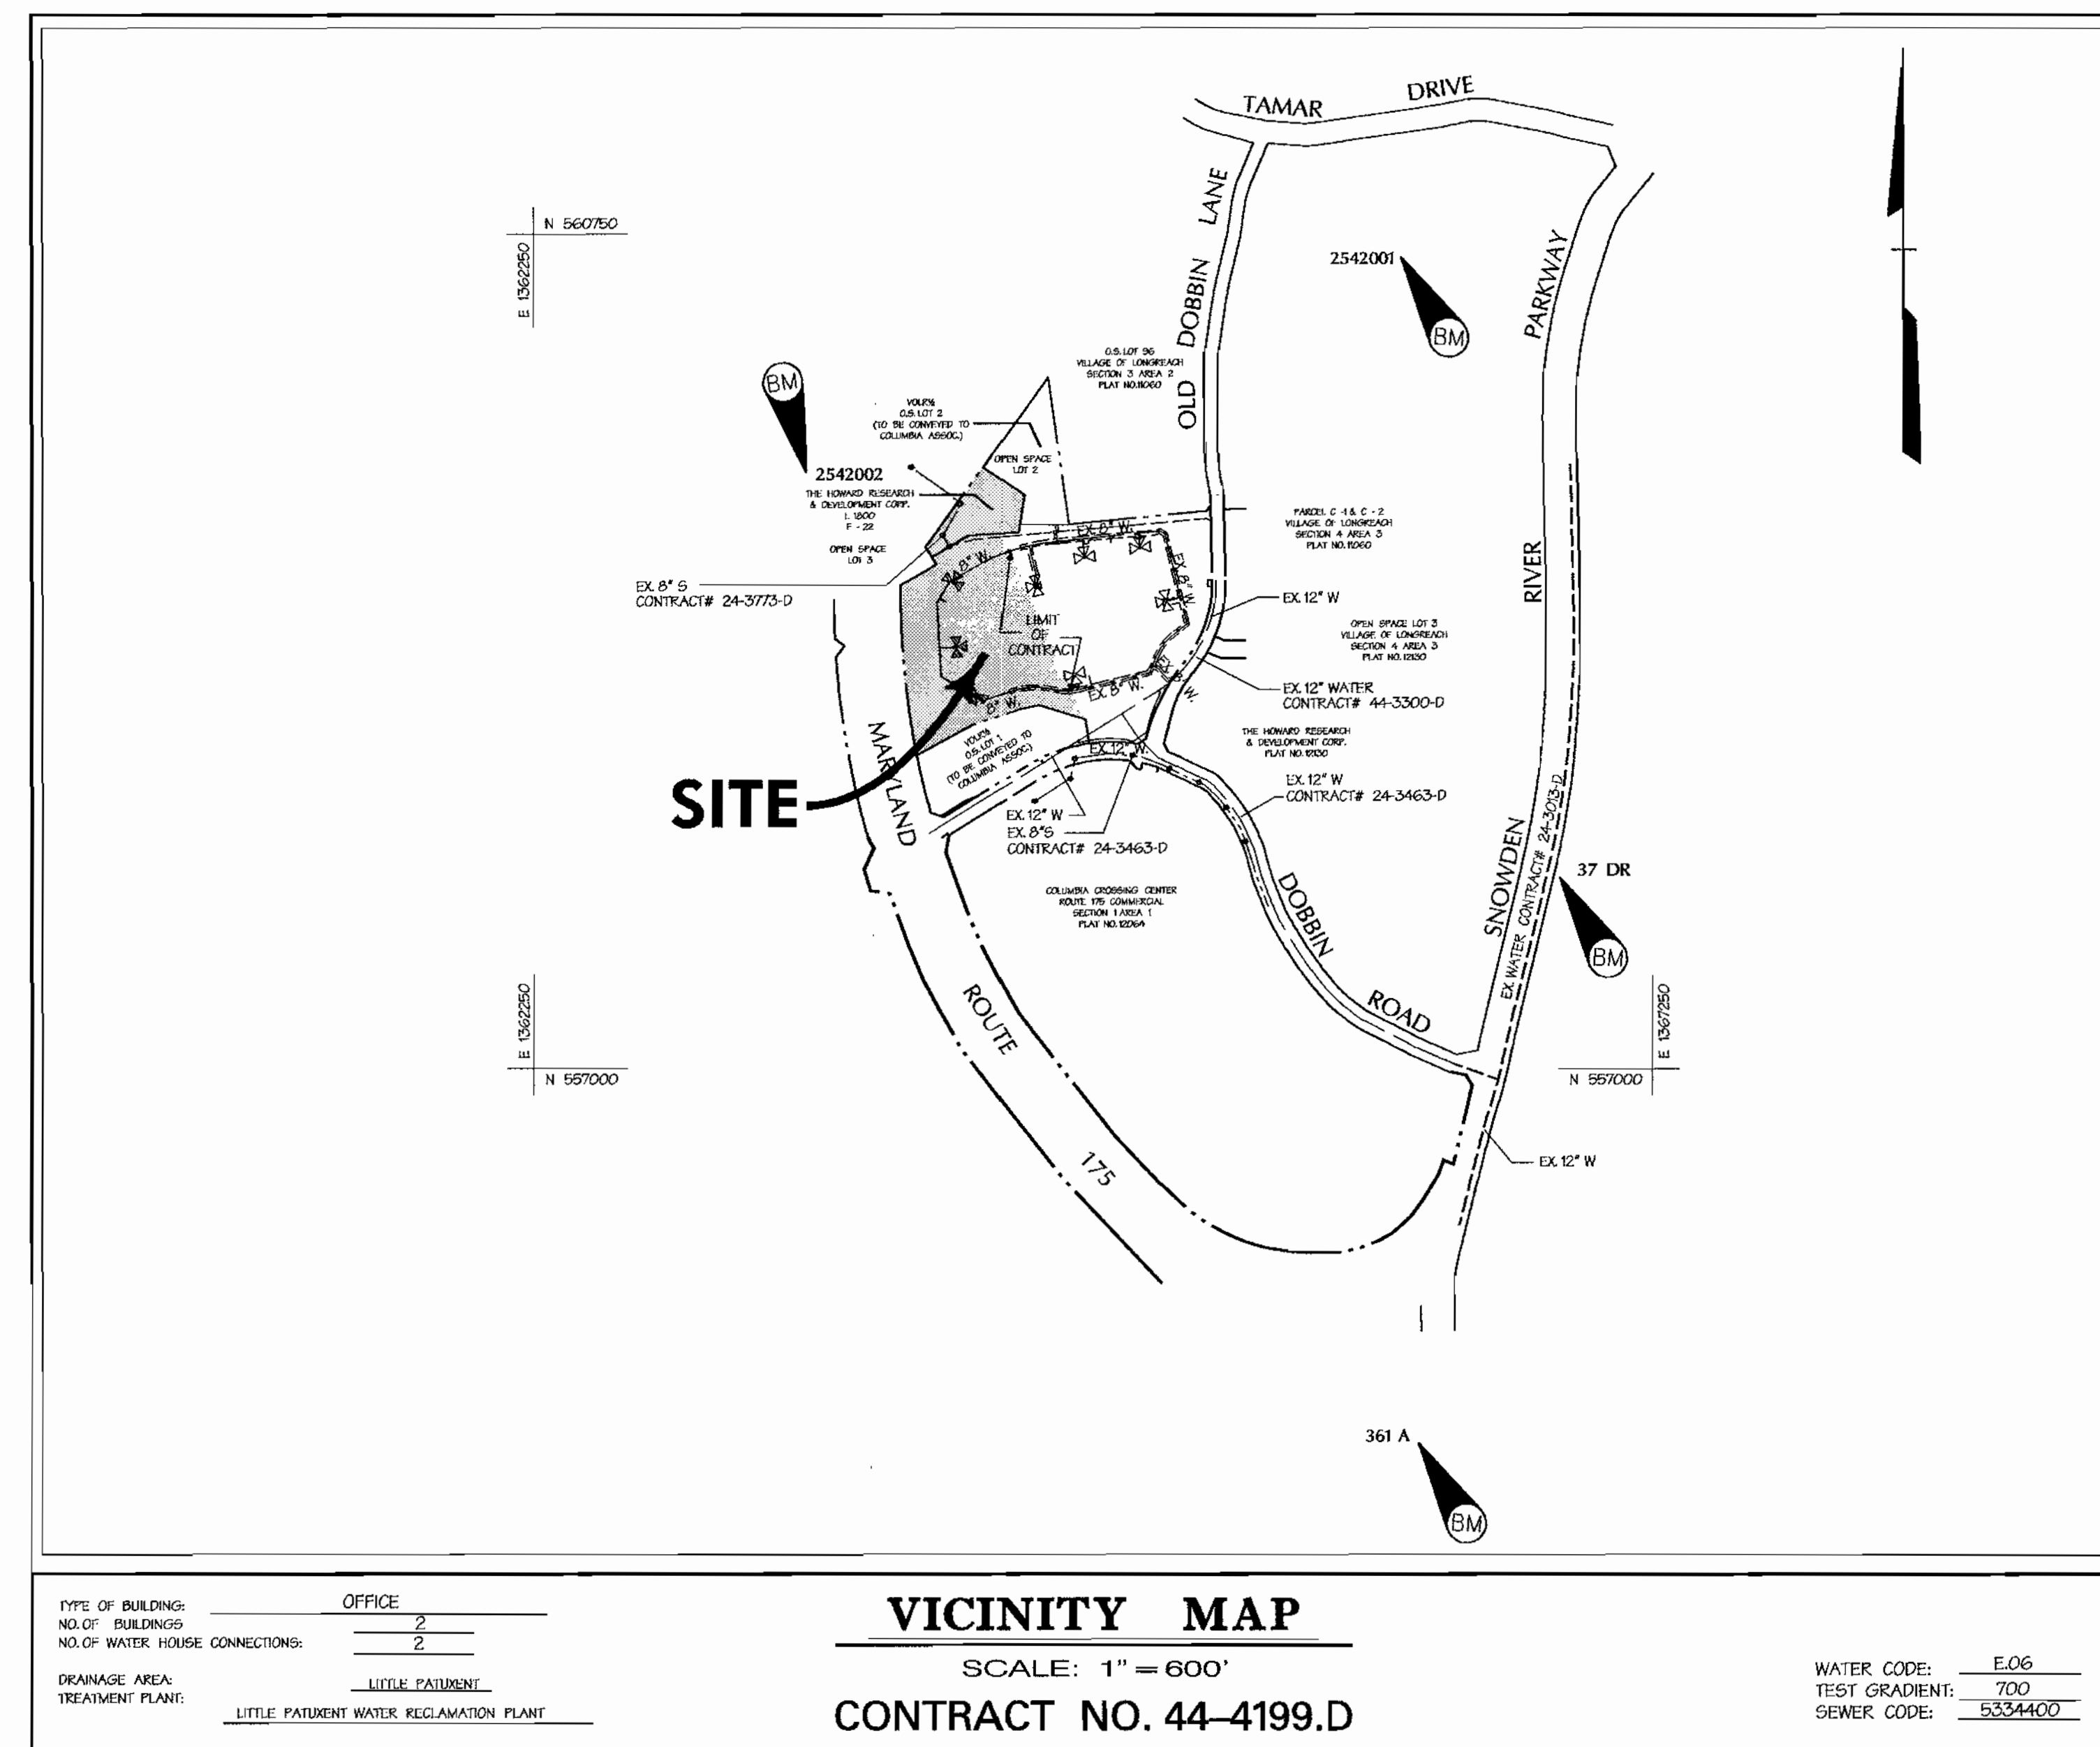 TAMAR DRIVE
N 560750
E 1362250
OLD DOBBIN LANE
2542001
BM
SNOWDEN RIVER PARKWAY
O.S. LOT 96
VILLAGE OF LONGREACH
SECTION 3 AREA 2
PLAT NO. 11060
BM
2542002
O.S. LOT 2
(TO BE CONVEYED TO
COLUMBIA ASSOC.)
OPEN SPACE
LOT 2
THE HOWARD RESEARCH
& DEVELOPMENT CORP.
L. 1800
F - 22
OPEN SPACE
LOT 3
PARCEL C -1 & C - 2
VILLAGE OF LONGREACH
SECTION 4 AREA 3
PLAT NO. 11060
EX. 8" W.
8" W.
EX. 8" W.
EX. 8" S
CONTRACT# 24-3773-D
EX. 12" W
LIMIT
OF
CONTRACT
OPEN SPACE LOT 3
VILLAGE OF LONGREACH
SECTION 4 AREA 3
PLAT NO. 12130
EX. 8" W.
EX. 8" W.
8" W.
EX. 12" WATER
CONTRACT# 44-3300-D
THE HOWARD RESEARCH
& DEVELOPMENT CORP.
PLAT NO. 12130
O.S. LOT 1
(TO BE CONVEYED TO
COLUMBIA ASSOC.)
EX. 12" W.
EX. 12" W
CONTRACT# 24-3463-D
SITE
EX. 12" W
EX. 8"S
CONTRACT# 24-3463-D
MARYLAND ROUTE 175
COLUMBIA CROSSING CENTER
ROUTE 175 COMMERCIAL
SECTION 1 AREA 1
PLAT NO. 12064
DOBBIN ROAD
EX. WATER CONTRACT# 24-3013-D
37 DR
BM
E 1362250
N 557000
E 1367250
N 557000
EX. 12" W
361 A
BM
TYPE OF BUILDING: OFFICE
NO. OF BUILDINGS 2
NO. OF WATER HOUSE CONNECTIONS: 2
DRAINAGE AREA: LITTLE PATUXENT
TREATMENT PLANT:
LITTLE PATUXENT WATER RECLAMATION PLANT
VICINITY MAP
SCALE: 1" = 600'
CONTRACT NO. 44-4199.D
WATER CODE: E.06
TEST GRADIENT: 700
SEWER CODE: 5334400